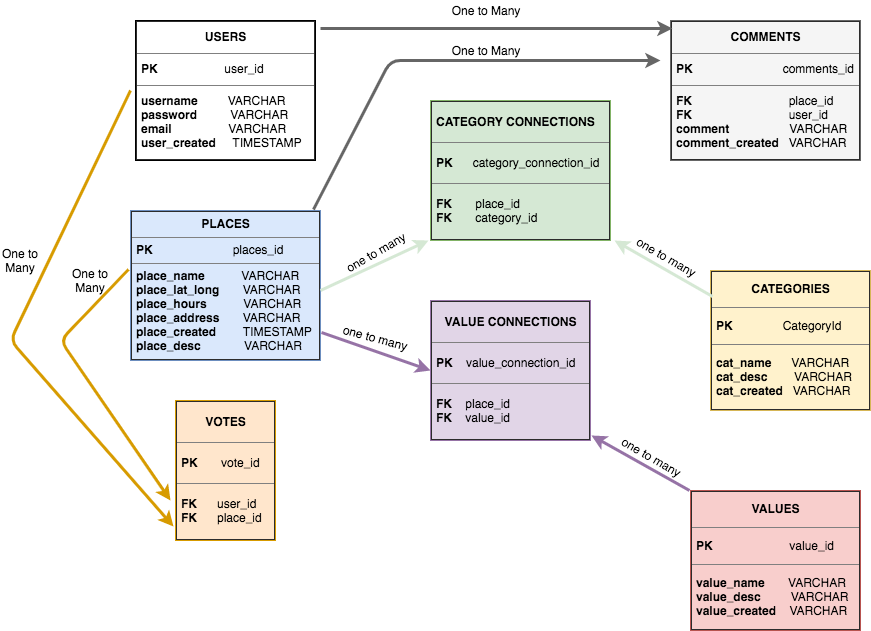 One to Many
USERS
PK user_id
username VARCHAR
password VARCHAR
email VARCHAR
user_created TIMESTAMP
COMMENTS
PK comments_id
FK place_id
FK user_id
comment VARCHAR
comment_created VARCHAR
One to Many
CATEGORY CONNECTIONS
PK category_connection_id
FK place_id
FK category_id
PLACES
PK places_id
place_name VARCHAR
place_lat_long VARCHAR
place_hours VARCHAR
place_address VARCHAR
place_created TIMESTAMP
place_desc VARCHAR
one to many
one to many
One to
Many
One to
Many
CATEGORIES
PK CategoryId
cat_name VARCHAR
cat_desc VARCHAR
cat_created VARCHAR
VALUE CONNECTIONS
PK value_connection_id
FK place_id
FK value_id
one to many
VOTES
PK vote_id
FK user_id
FK place_id
one to many
VALUES
PK value_id
value_name VARCHAR
value_desc VARCHAR
value_created VARCHAR